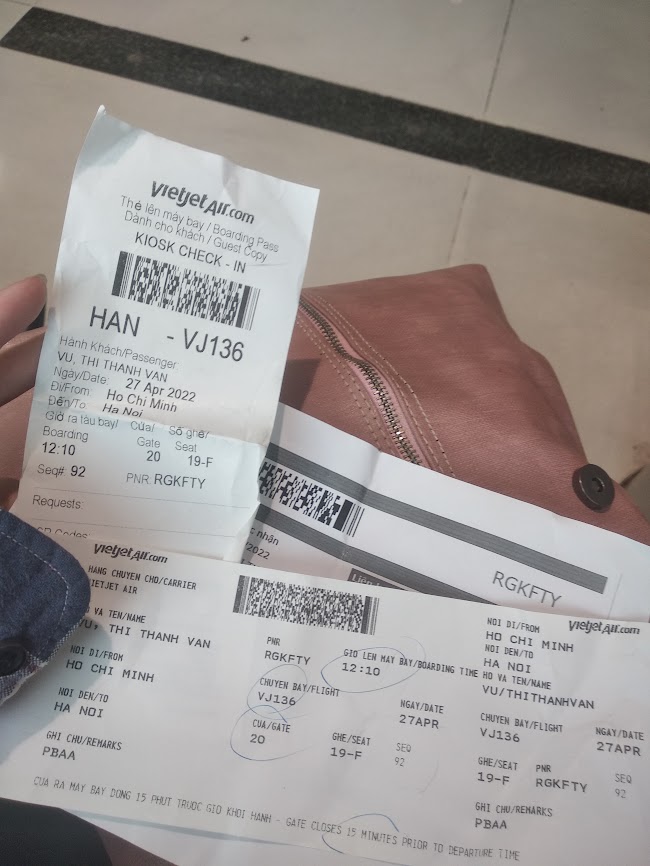 vietjetAir.com
Thẻ lên máy bay / Boarding Pass
Dành cho khách / Guest Copy
KIOSK CHECK - IN
HAN - VJ136
Hành Khách/Passenger:
VU, THI THANH VAN
Ngày/Date: 27 Apr 2022
Đi/From: Ho Chi Minh
Đến/To: Ha Noi
Giờ ra tàu bay/ Cửa/ Số ghế/
Boarding Gate Seat
12:10 20 19-F
Seq# 92 PNR: RGKFTY
Requests
nhận
/2022
RGKFTY
vietjetAir.com
HANG CHUYEN CHO/CARRIER
VIETJET AIR
HO VA TEN/NAME
VU, THI THANH VAN
NOI DI/FROM
HO CHI MINH
NOI DEN/TO
HA NOI
GHI CHU/REMARKS
PBAA
PNR
RGKFTY
GIO LEN MAY BAY/BOARDING TIME
12:10
CHUYEN BAY/FLIGHT
VJ136
NGAY/DATE
27APR
CUA/GATE
20
GHE/SEAT
19-F
SEQ
92
CUA RA MAY BAY DONG 15 PHUT TRUOC GIO KHOI HANH - GATE CLOSES 15 MINUTES PRIOR TO DEPARTURE TIME
vietjetAir.com
NOI DI/FROM
HO CHI MINH
NOI DEN/TO
HA NOI
HO VA TEN/NAME
VU/THITHANHVAN
CHUYEN BAY/FLIGHT
VJ136
NGAY/DATE
27APR
GHE/SEAT
19-F
PNR
RGKFTY
SEQ
92
GHI CHU/REMARKS
PBAA